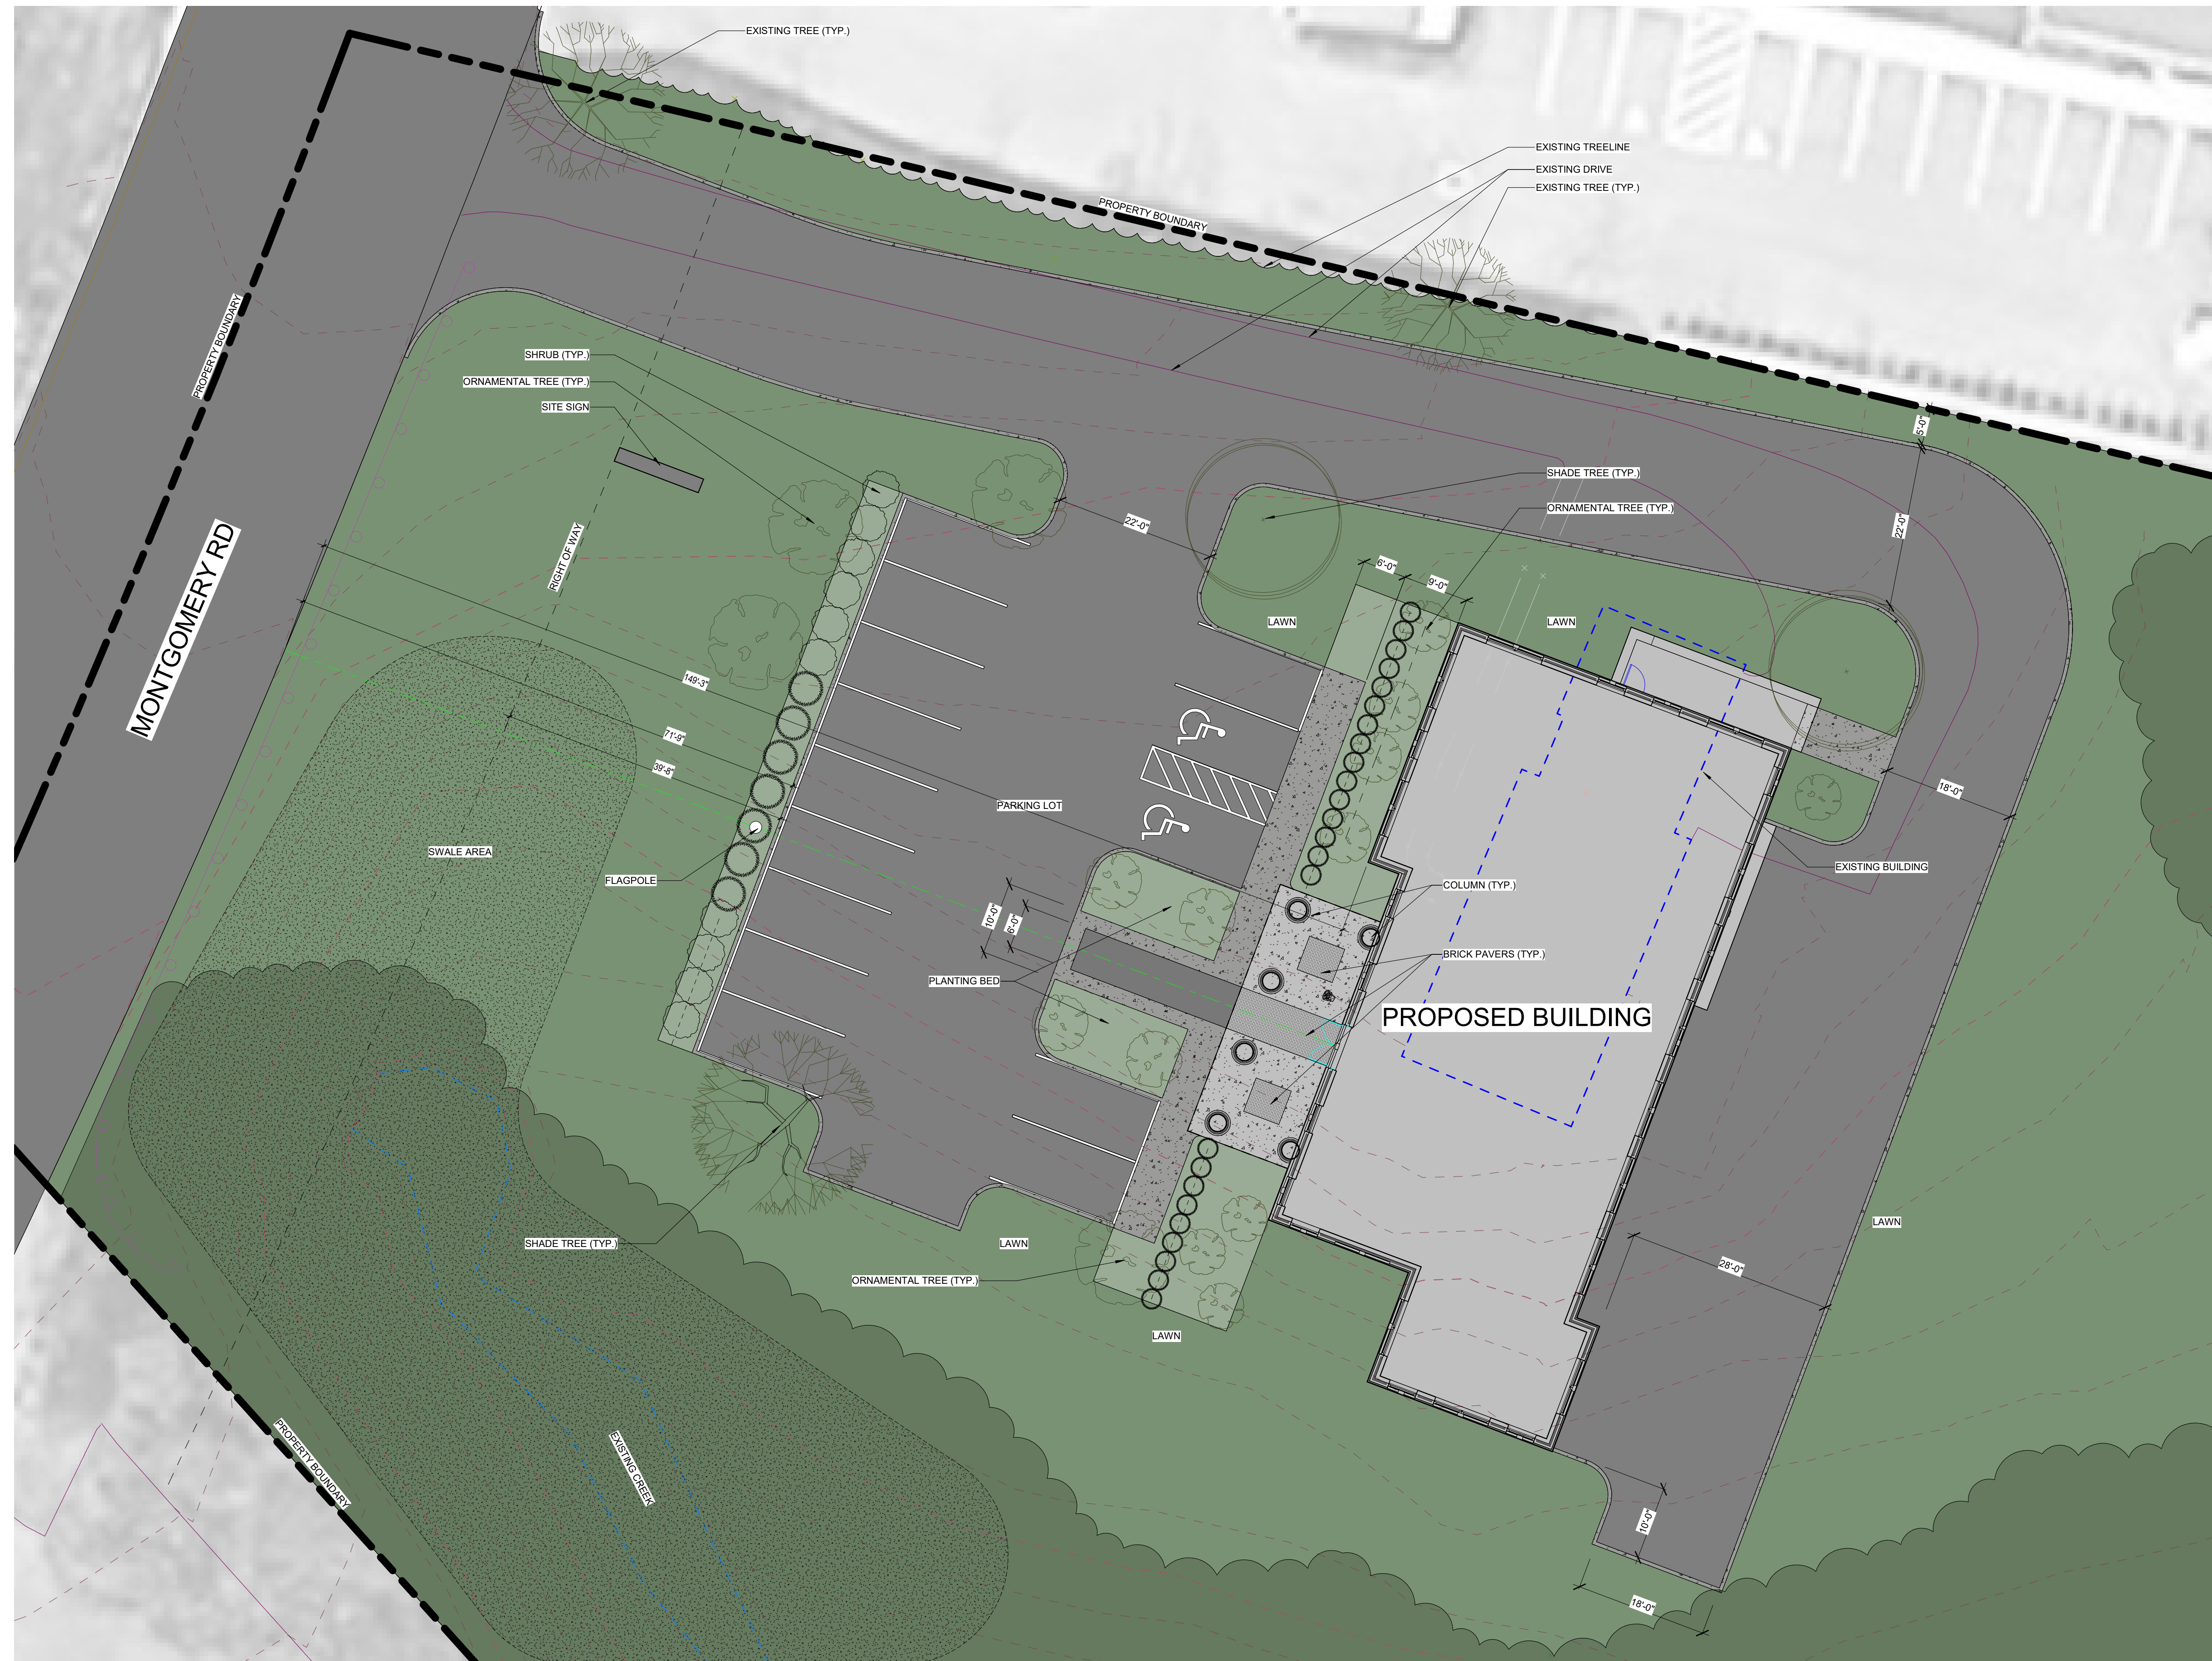 EXISTING TREE (TYP.)
EXISTING TREELINE
EXISTING DRIVE
EXISTING TREE (TYP.)
PROPERTY BOUNDARY
PROPERTY BOUNDARY
SHRUB (TYP.)
ORNAMENTAL TREE (TYP.)
SITE SIGN
5'-0"
SHADE TREE (TYP.)
ORNAMENTAL TREE (TYP.)
22'-0"
22'-0"
RIGHT OF WAY
6'-0"
9'-0"
LAWN
LAWN
MONTGOMERY RD
149'-3"
71'-9"
39'-8"
PARKING LOT
18'-0"
SWALE AREA
FLAGPOLE
EXISTING BUILDING
COLUMN (TYP.)
10'-0"
6'-0"
BRICK PAVERS (TYP.)
PLANTING BED
PROPOSED BUILDING
LAWN
SHADE TREE (TYP.)
LAWN
28'-0"
ORNAMENTAL TREE (TYP.)
LAWN
PROPERTY BOUNDARY
EXISTING CREEK
10'-0"
18'-0"